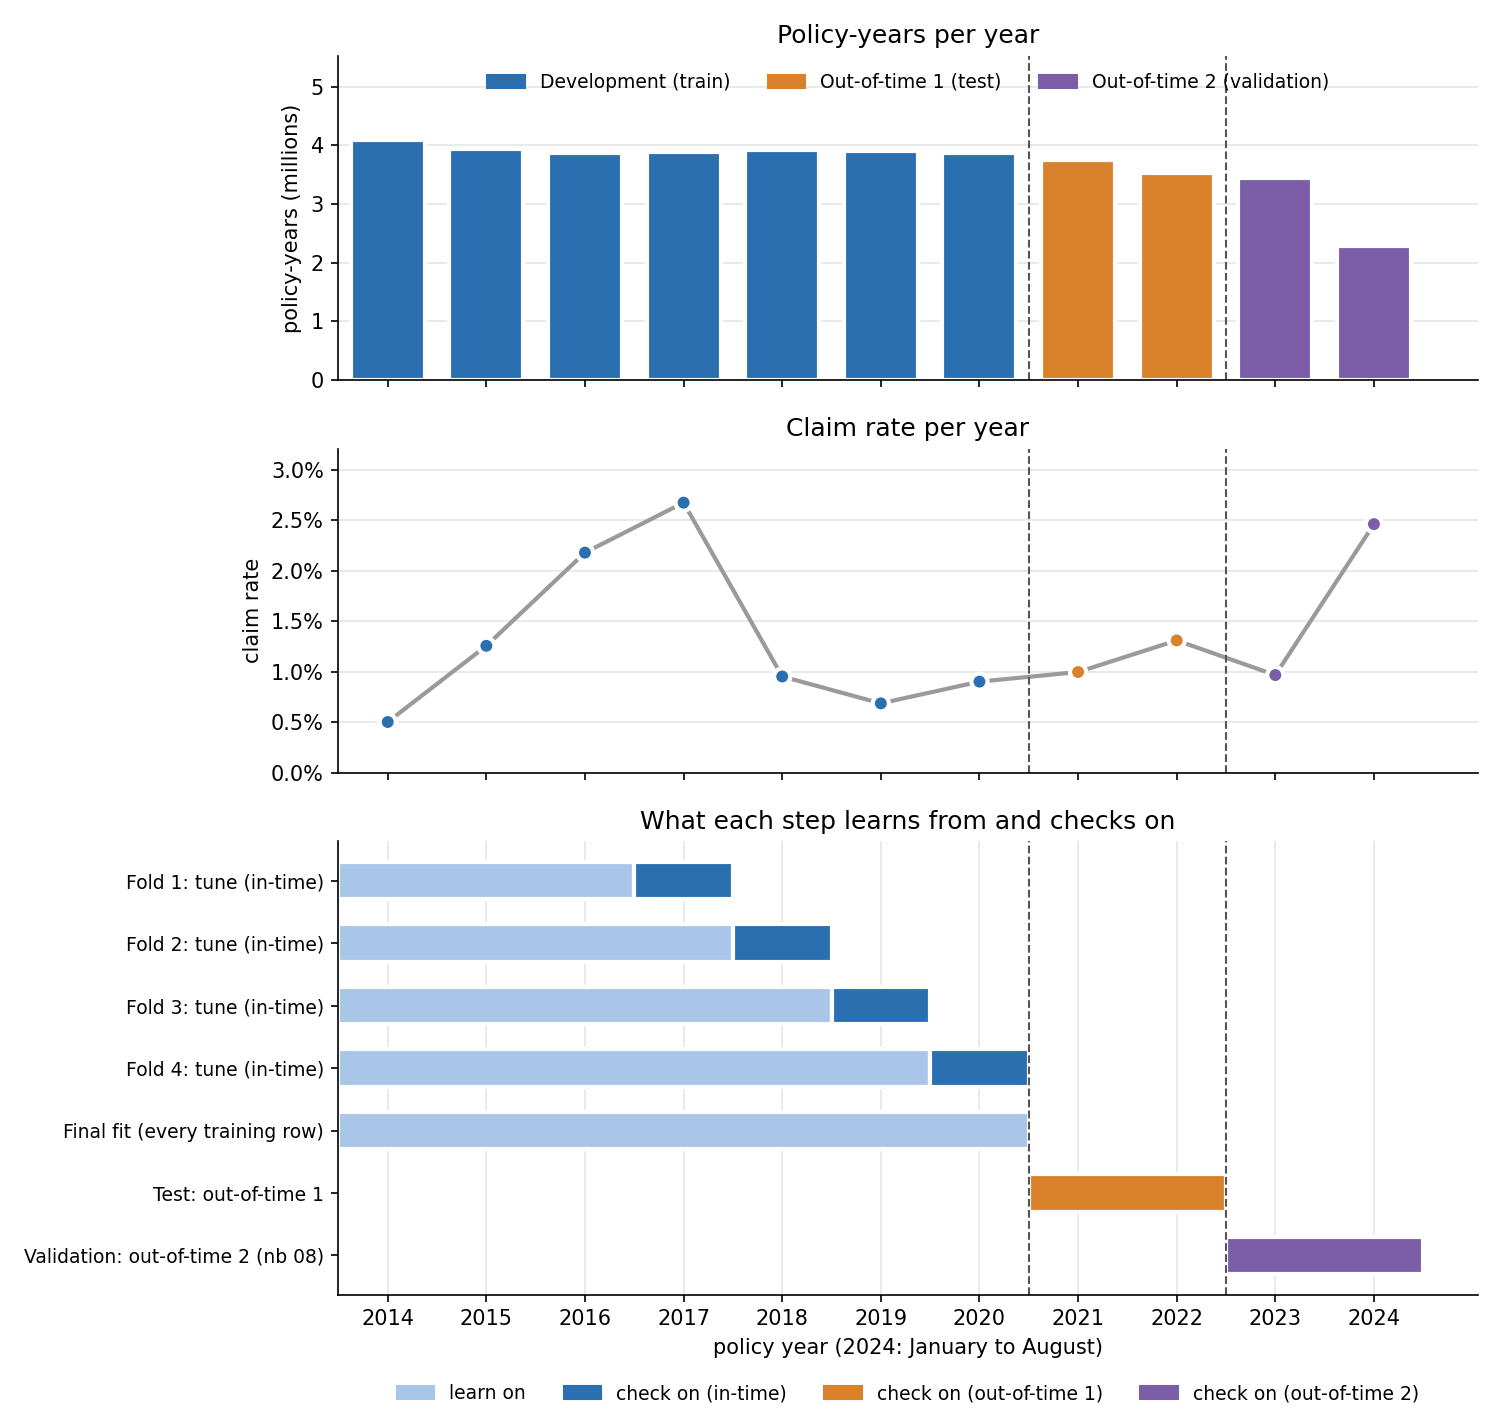 Policy-years per year
Development (train) Out-of-time 1 (test) Out-of-time 2 (validation)
policy-years (millions)
5
4
3
2
1
0
Claim rate per year
claim rate
3.0%
2.5%
2.0%
1.5%
1.0%
0.5%
0.0%
What each step learns from and checks on
Fold 1: tune (in-time)
Fold 2: tune (in-time)
Fold 3: tune (in-time)
Fold 4: tune (in-time)
Final fit (every training row)
Test: out-of-time 1
Validation: out-of-time 2 (nb 08)
2014 2015 2016 2017 2018 2019 2020 2021 2022 2023 2024
policy year (2024: January to August)
learn on check on (in-time) check on (out-of-time 1) check on (out-of-time 2)